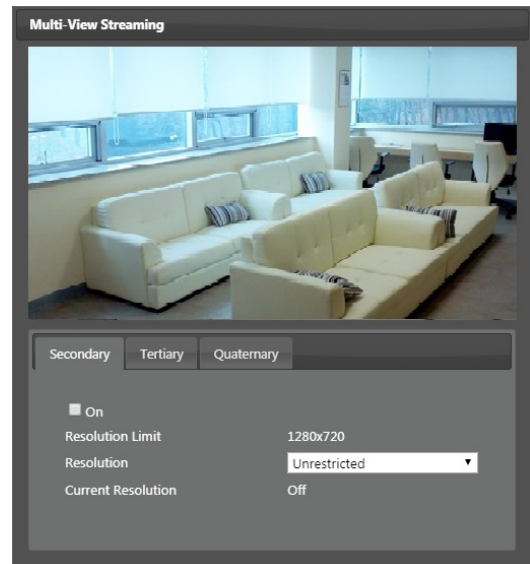 Multi-View Streaming
Secondary Tertiary Quaternary
On
Resolution Limit 1280x720
Resolution Unrestricted
Current Resolution Off